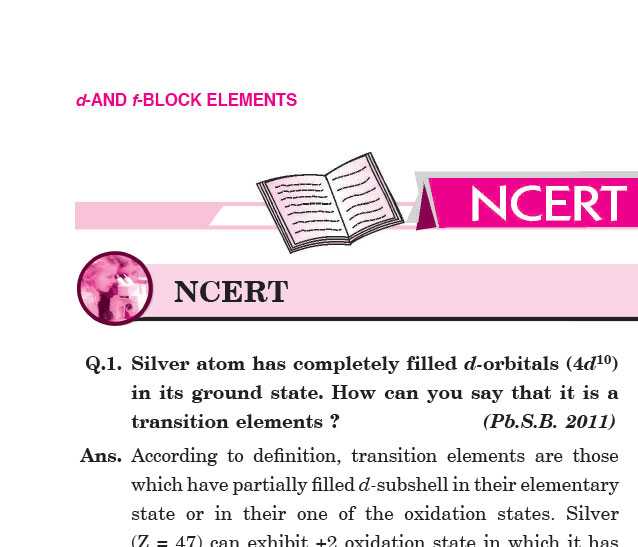 d-AND f-BLOCK ELEMENTS
NCERT
NCERT
Q.1. Silver atom has completely filled d-orbitals (4d¹⁰)
in its ground state. How can you say that it is a
transition elements ? (Pb.S.B. 2011)
Ans. According to definition, transition elements are those
which have partially filled d-subshell in their elementary
state or in their one of the oxidation states. Silver
(Z = 47) can exhibit +2 oxidation state in which it has